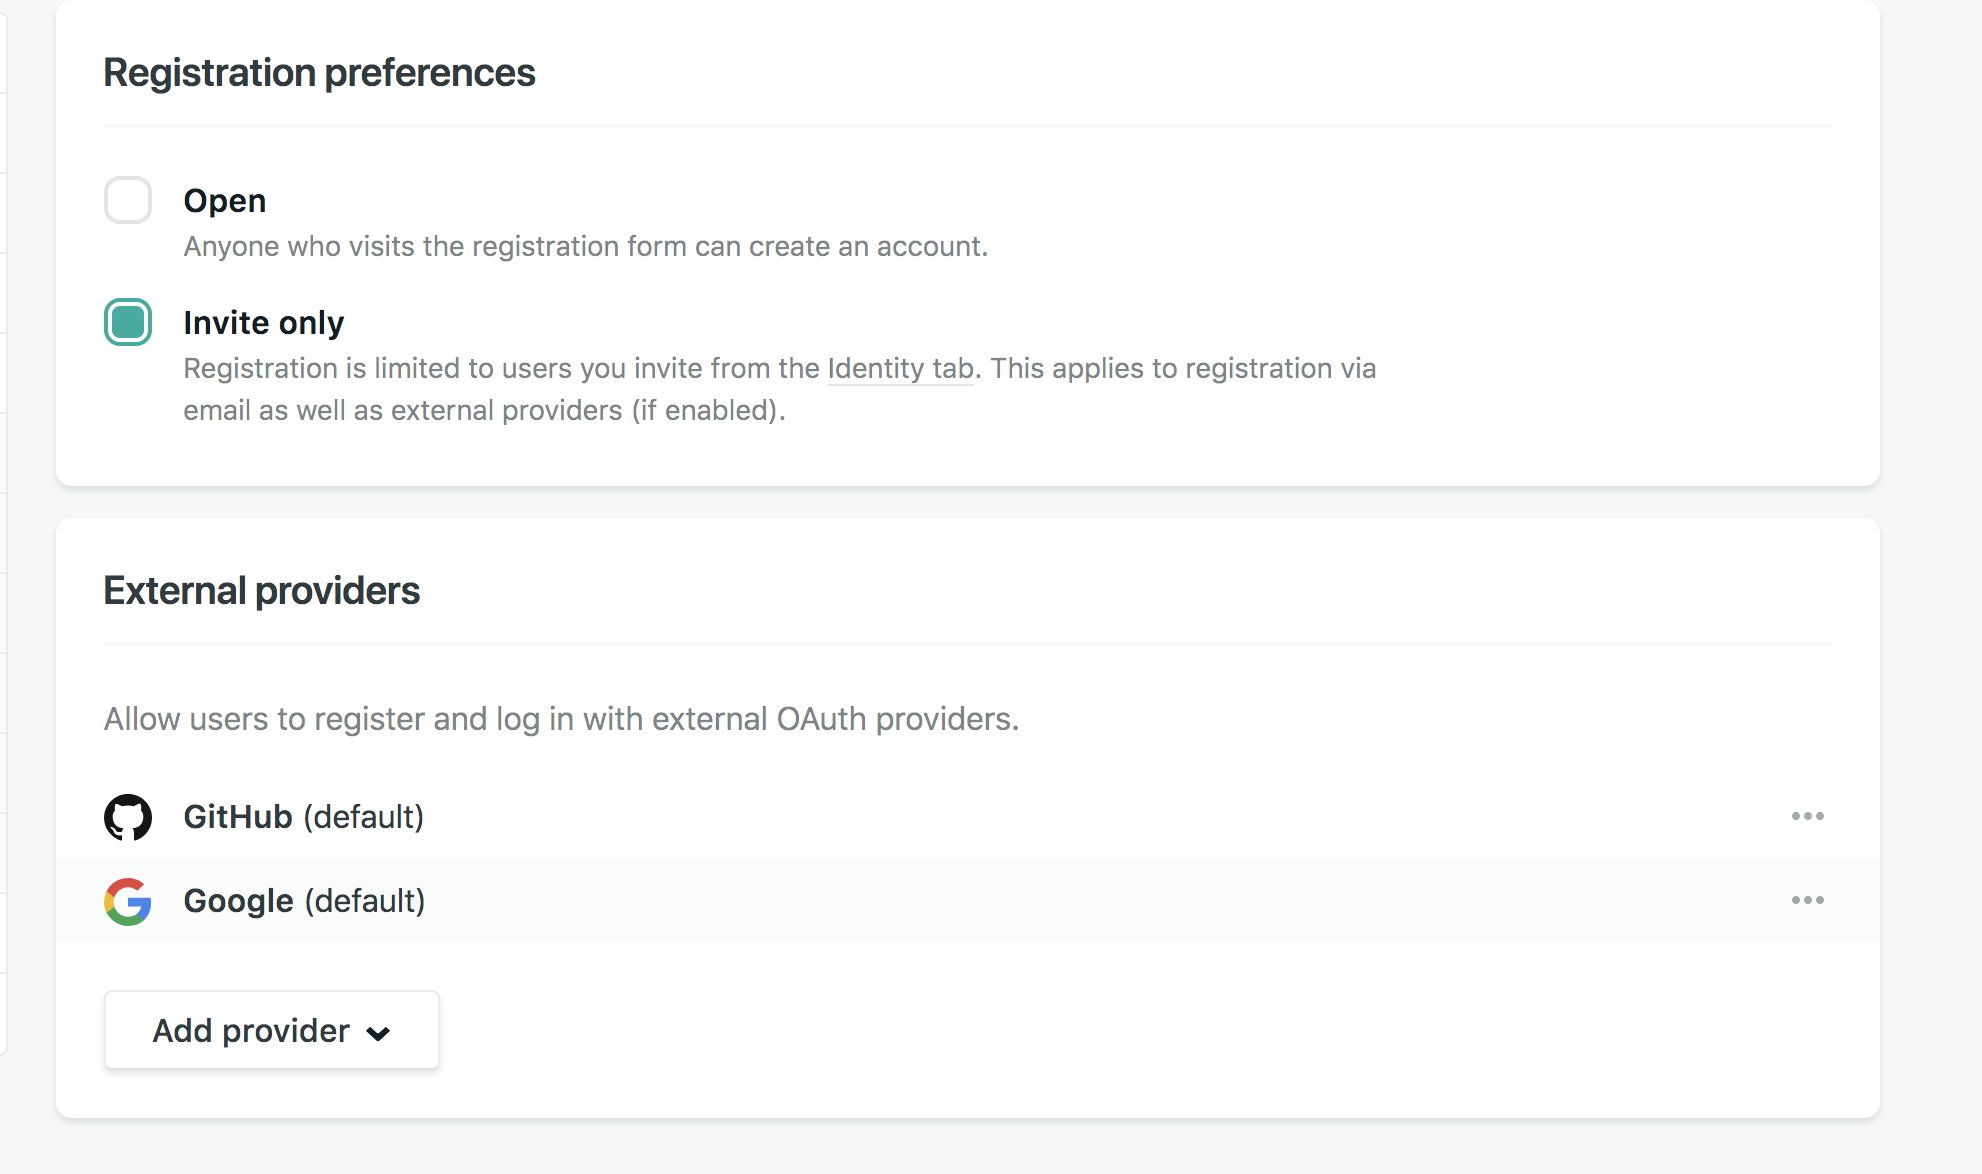 Registration preferences
Open
Anyone who visits the registration form can create an account.
Invite only
Registration is limited to users you invite from the Identity tab. This applies to registration via
email as well as external providers (if enabled).
External providers
Allow users to register and log in with external OAuth providers.
GitHub (default)
Google (default)
Add provider